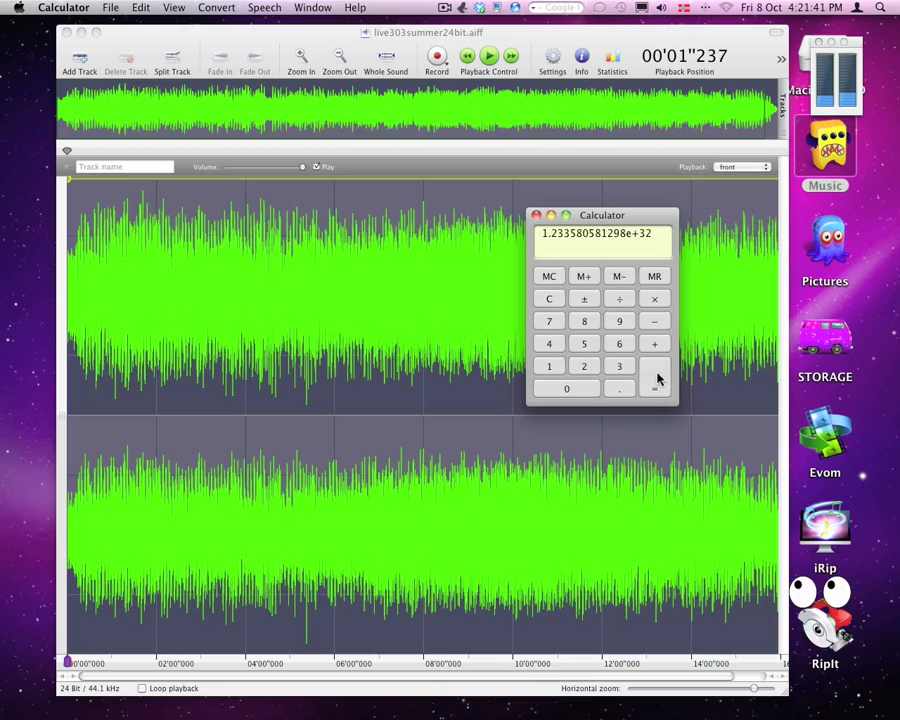 Calculator File Edit View Convert Speech Window Help Fri 8 Oct 4:21:41 PM
live303summer24bit.aiff
Add Track Delete Track Split Track Fade In Fade Out Zoom In Zoom Out Whole Sound Record Playback Control Settings Info Statistics 00'01"237
Playback Position
»
Tracks
Track name Volume: Play Playback: front
Calculator
1.233580581298e+32
MC M+ M– MR
C ± ÷ ×
7 8 9 –
4 5 6 +
1 2 3
0 . =
02'00"000 04'00"000 06'00"000 08'00"000 10'00"000 12'00"000 14'00"000
24 Bit / 44.1 kHz Loop playback Horizontal zoom:
Music
Pictures
STORAGE
Evom
iRip
RipIt